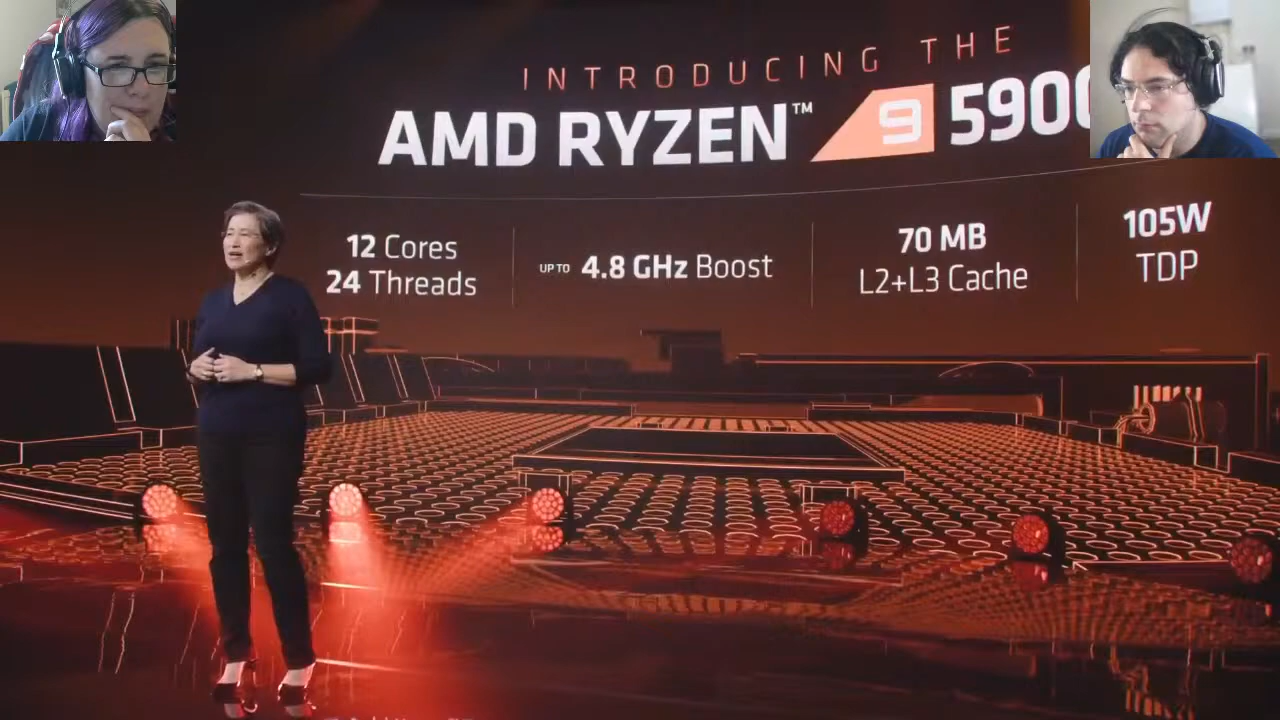 INTRODUCING THE
AMD RYZEN™ 9 590
12 Cores
24 Threads
UP TO 4.8 GHz Boost
70 MB
L2+L3 Cache
105W
TDP